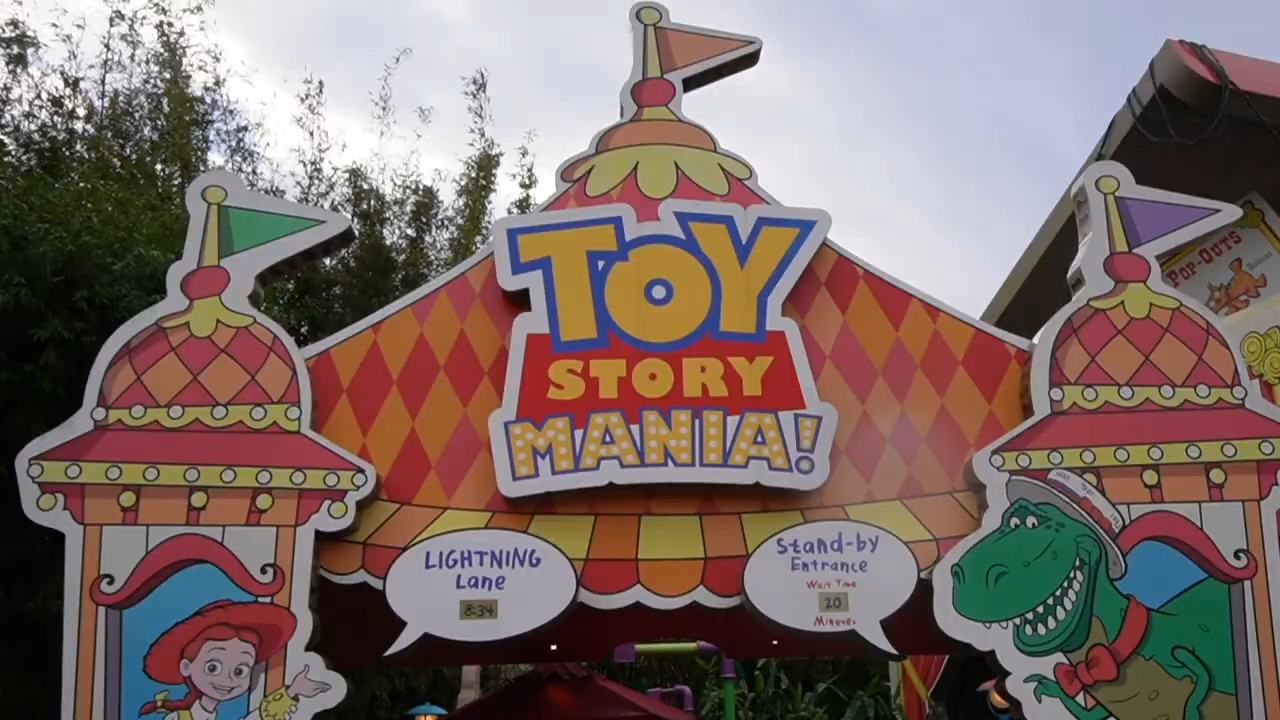 TOY
STORY
MANIA!
POP-OUTS
LIGHTNING
Lane
8:34
Stand-by
Entrance
Wait Time
20
Minutes